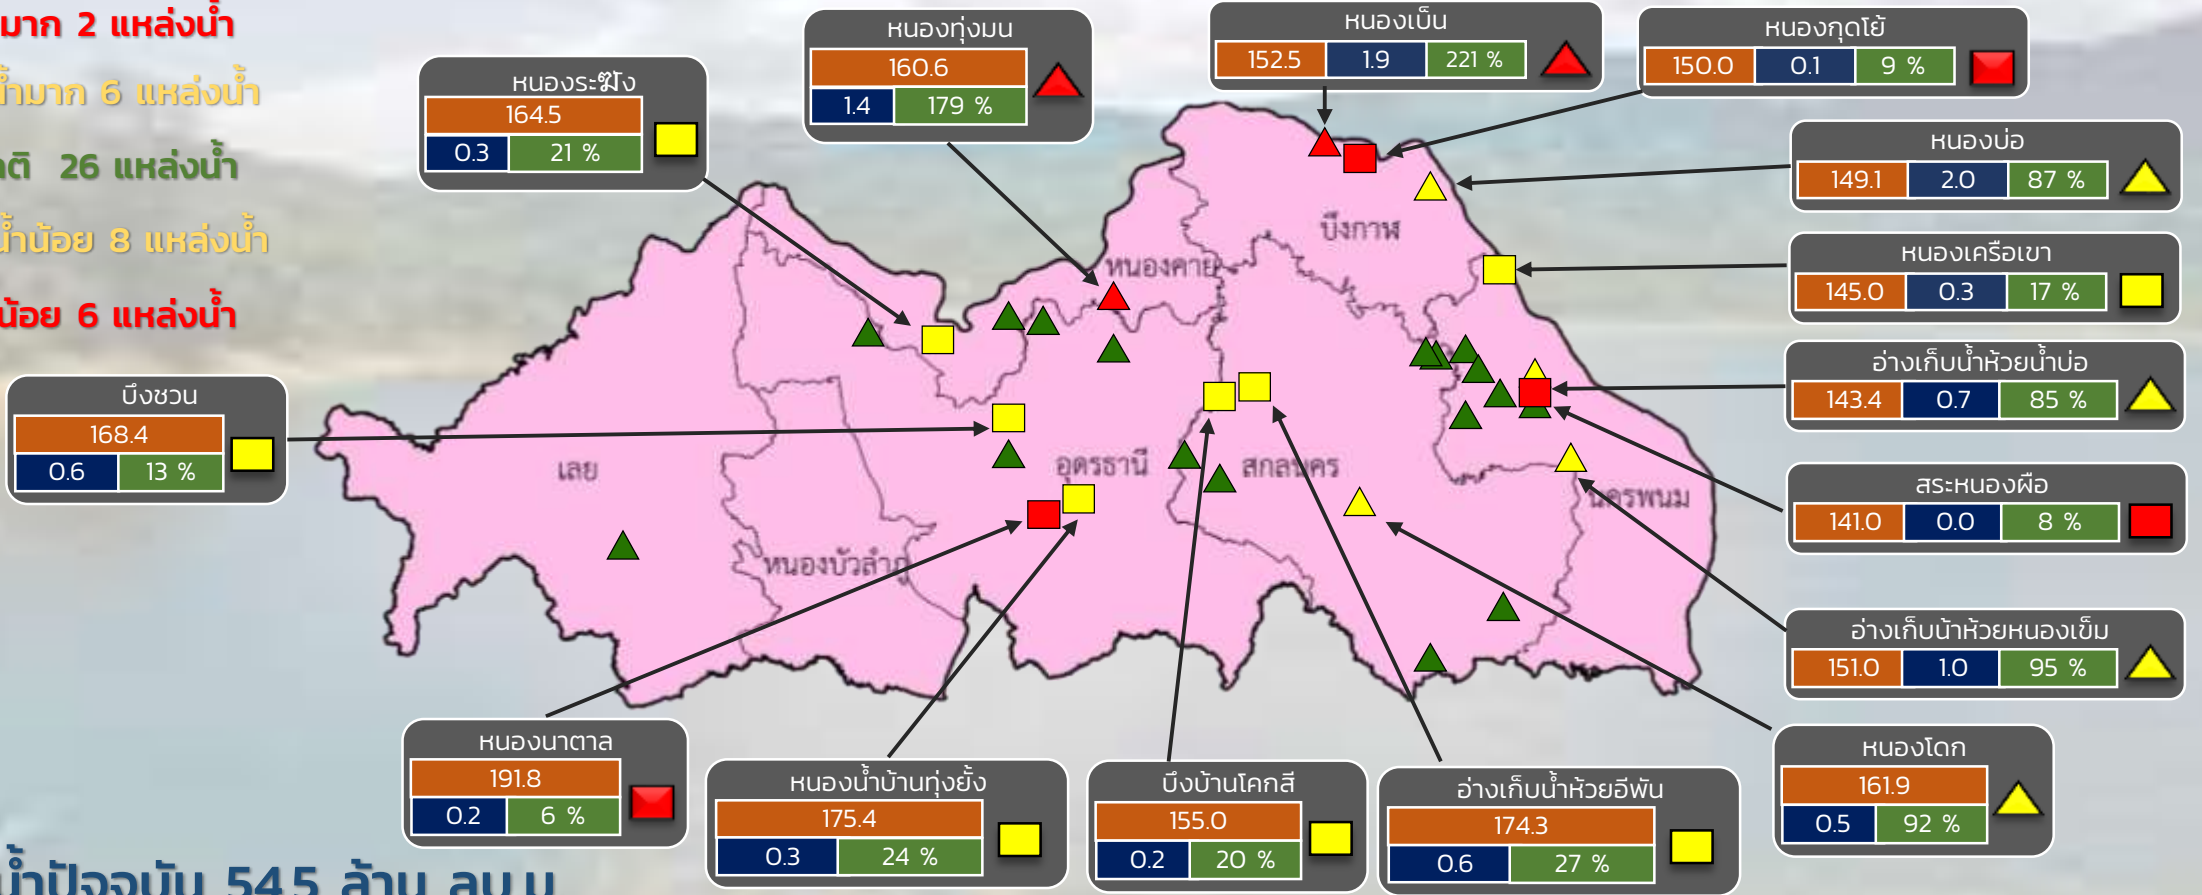 มาก 2 แหล่งน้ำ
น้ำมาก 6 แหล่งน้ำ
26 แหล่งน้ำ
น้ำน้อย 8 แหล่งน้ำ
น้อย 6 แหล่งน้ำ
หนองระฆัง
164.5
0.3 21 %
หนองทุ่งมน
160.6
1.4 179 %
หนองเบ็น
152.5 1.9 221 %
หนองกุดโย้
150.0 0.1 9 %
หนองบ่อ
149.1 2.0 87 %
หนองเครือเขา
145.0 0.3 17 %
อ่างเก็บน้ำห้วยน้ำบ่อ
143.4 0.7 85 %
สระหนองผือ
141.0 0.0 8 %
อ่างเก็บน้าห้วยหนองเข็ม
151.0 1.0 95 %
หนองโดก
161.9
0.5 92 %
บึงชวน
168.4
0.6 13 %
บึงกาฬ
หนองคาย
เลย
อุดรธานี
สกลนคร
นครพนม
หนองบัวลำภู
หนองนาตาล
191.8
0.2 6 %
หนองน้ำบ้านทุ่งยั้ง
175.4
0.3 24 %
บึงบ้านโคกสี
155.0
0.2 20 %
อ่างเก็บน้ำห้วยอีพัน
174.3
0.6 27 %
น้ำปัจจุบัน 54.5 ล้าน ลบ.ม